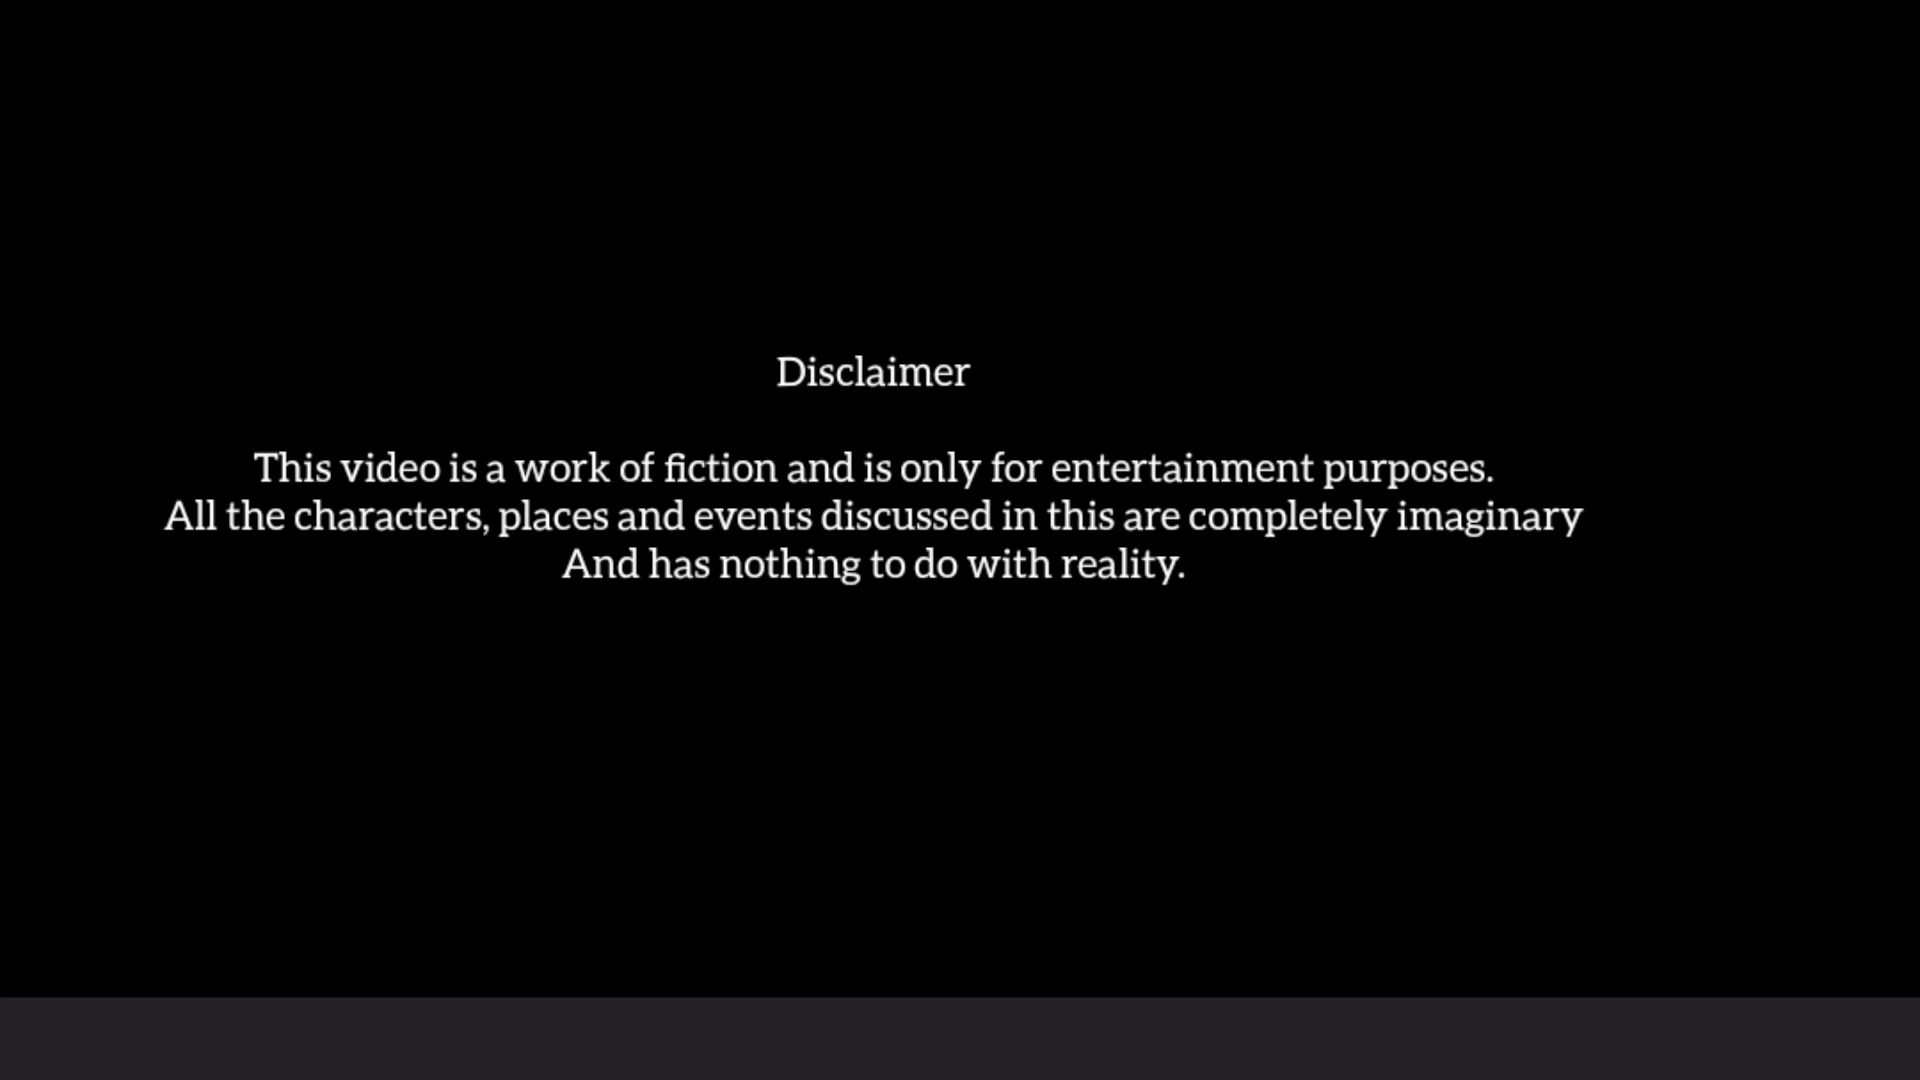 Disclaimer
This video is a work of fiction and is only for entertainment purposes.
All the characters, places and events discussed in this are completely imaginary
And has nothing to do with reality.